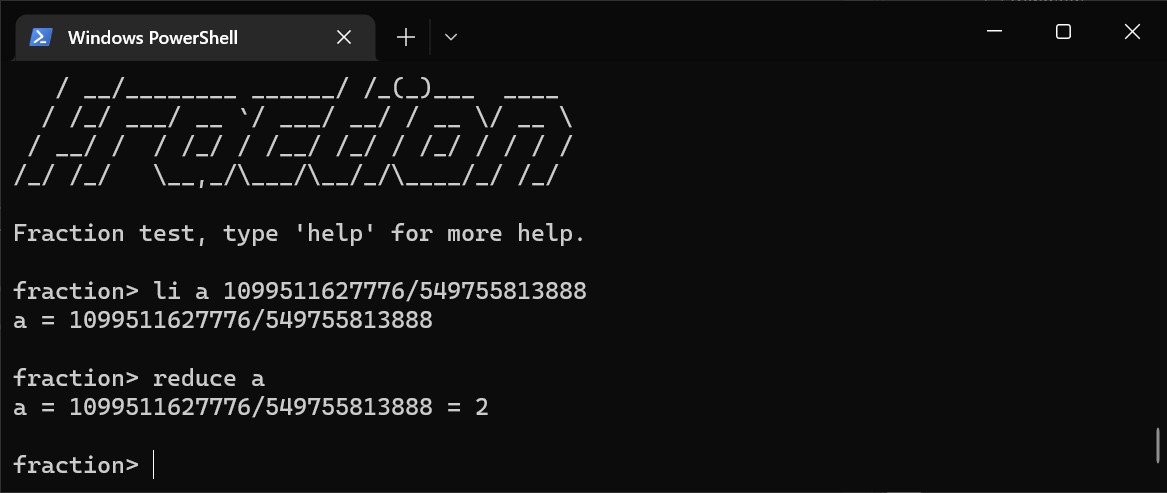 Windows PowerShell
    / __/________ ______/ /_(_)___  ____
   / /_/ ___/ __ `/ ___/ __/ / __ \/ __ \
  / __/ /  / /_/ / /__/ /_/ / /_/ / / / /
/_/ /_/   \__,_/\___/\__/_/\____/_/ /_/
Fraction test, type 'help' for more help.
fraction> li a 1099511627776/549755813888
a = 1099511627776/549755813888
fraction> reduce a
a = 1099511627776/549755813888 = 2
fraction>